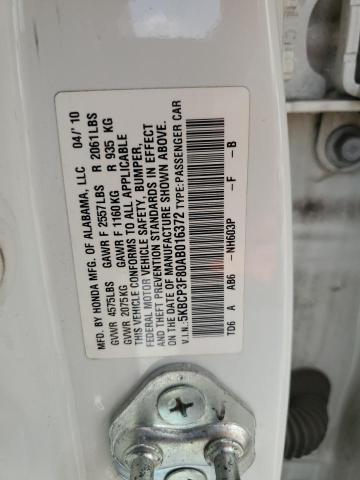 MFD. BY HONDA MFG. OF ALABAMA, LLC 04/'10
GVWR 4575LBS GAWR F 2557LBS R 2061LBS
GVWR 2075KG GAWR F 1160KG R 935 KG
THIS VEHICLE CONFORMS TO ALL APPLICABLE
FEDERAL MOTOR VEHICLE SAFETY, BUMPER,
AND THEFT PREVENTION STANDARDS IN EFFECT
ON THE DATE OF MANUFACTURE SHOWN ABOVE.
V.I.N.:5KBCP3F80AB016372 TYPE:PASSENGER CAR
TD6 A AB6 -NH603P -F -B